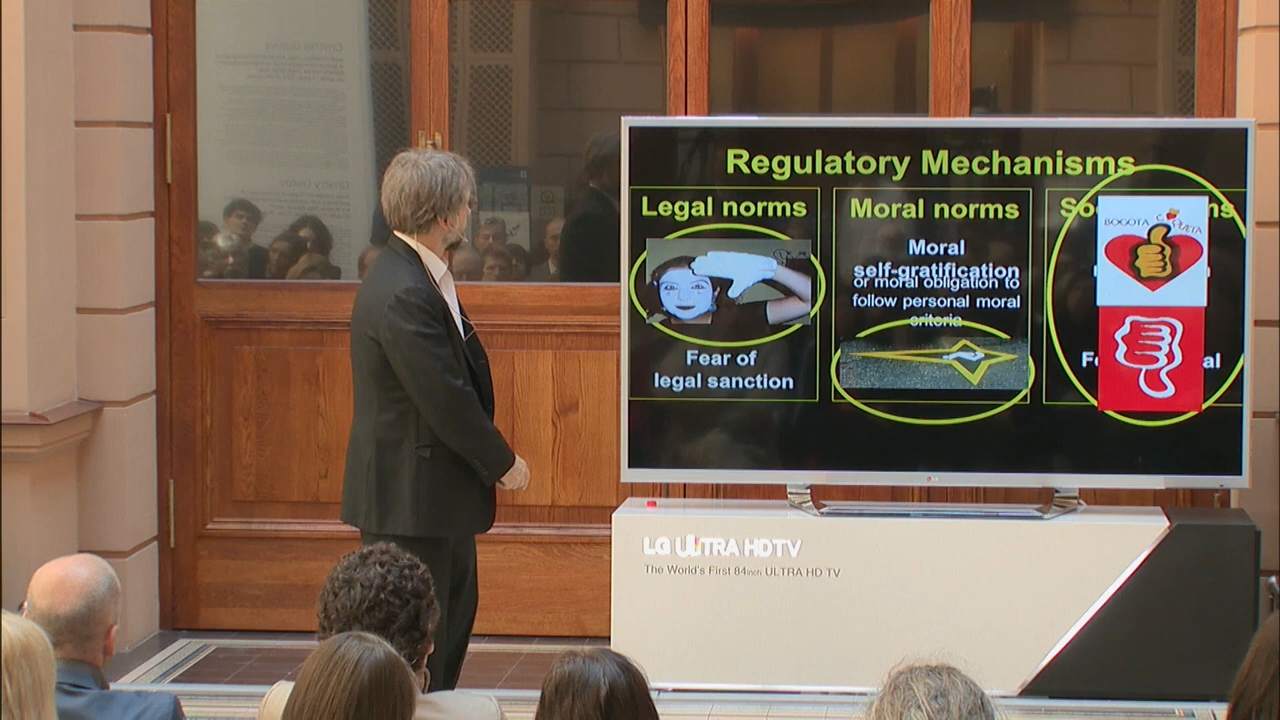 Regulatory Mechanisms
Legal norms
Fear of
legal sanction
Moral norms
Moral
self-gratification
or moral obligation to
follow personal moral
criteria
BOGOTA
LG ULTRA HDTV
The World's First 84inch ULTRA HD TV